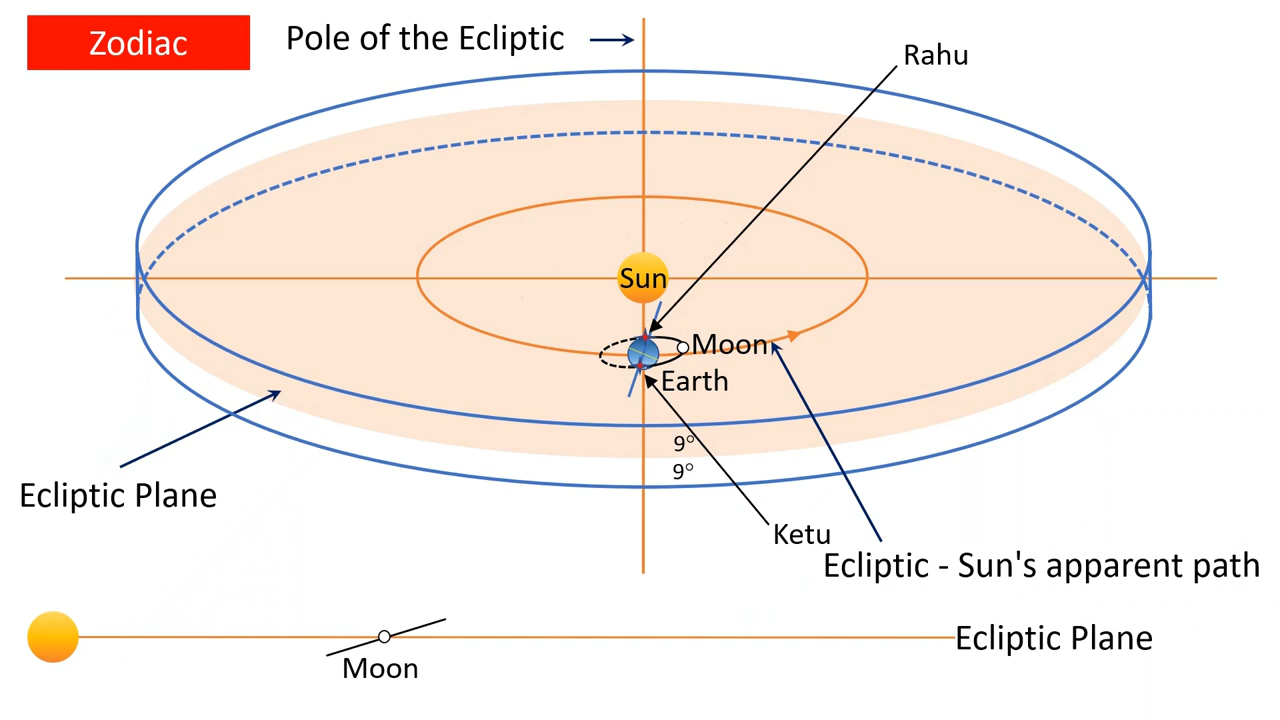 Zodiac
Pole of the Ecliptic
Rahu
Sun
Moon
Earth
9°
9°
Ecliptic Plane
Ketu
Ecliptic - Sun's apparent path
Ecliptic Plane
Moon